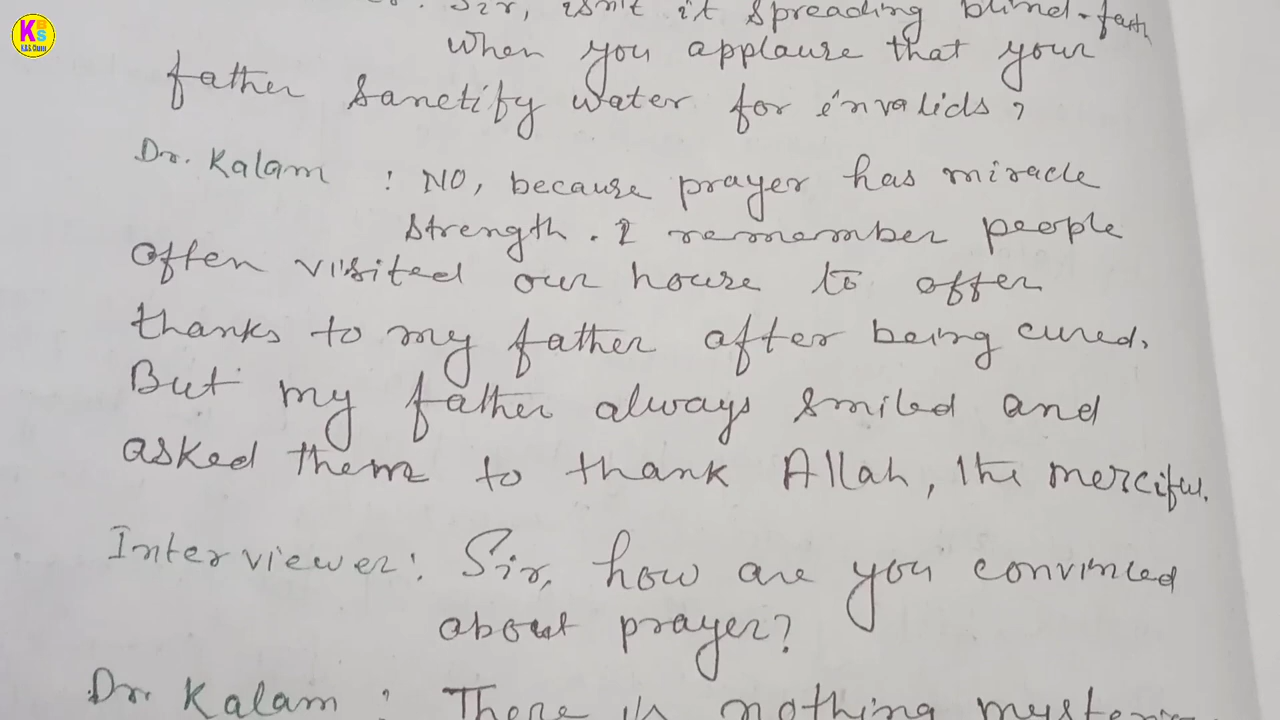 Sir, isn't it spreading blind-faith
when you applause that your
father sanctify water for invalids?
Dr. Kalam : NO, because prayer has miracle
strength. I remember people
often visited our house to offer
thanks to my father after being cured.
But my father always smiled and
asked them to thank Allah, the merciful.
Interviewer: Sir, how are you convinced
about prayer?
Dr. Kalam : There is nothing
KBS